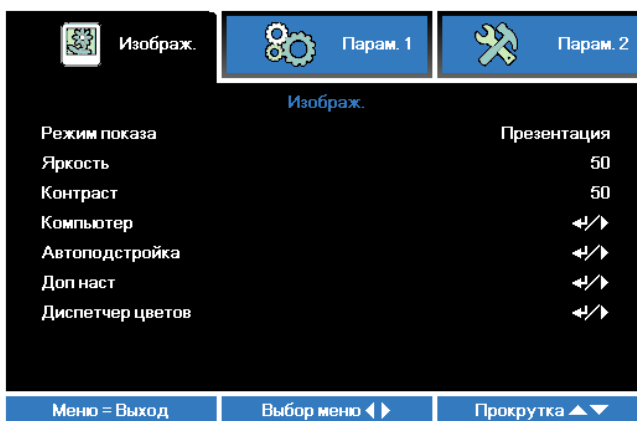 Изображ. Парам. 1 Парам. 2
Изображ.
Режим показа Презентация
Яркость 50
Контраст 50
Компьютер
Автоподстройка
Доп наст
Диспетчер цветов
Меню = Выход Выбор меню Прокрутка